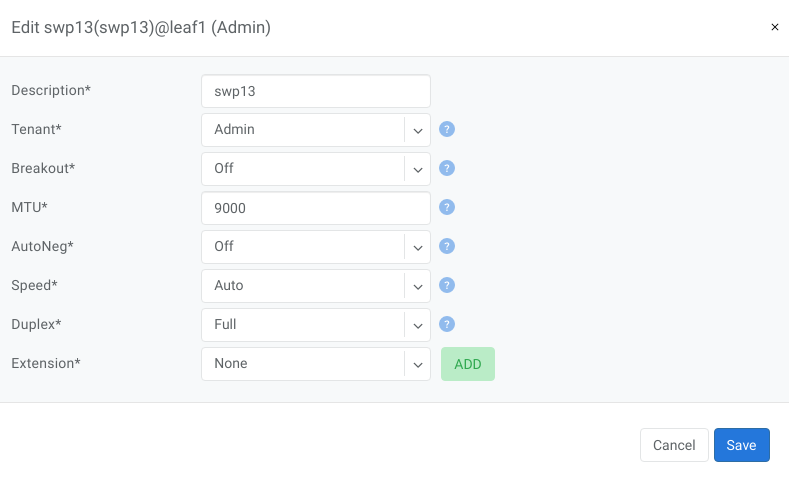 Edit swp13(swp13)@leaf1 (Admin) ×
Description* swp13
Tenant* Admin ?
Breakout* Off ?
MTU* 9000 ?
AutoNeg* Off ?
Speed* Auto ?
Duplex* Full ?
Extension* None ADD
Cancel Save